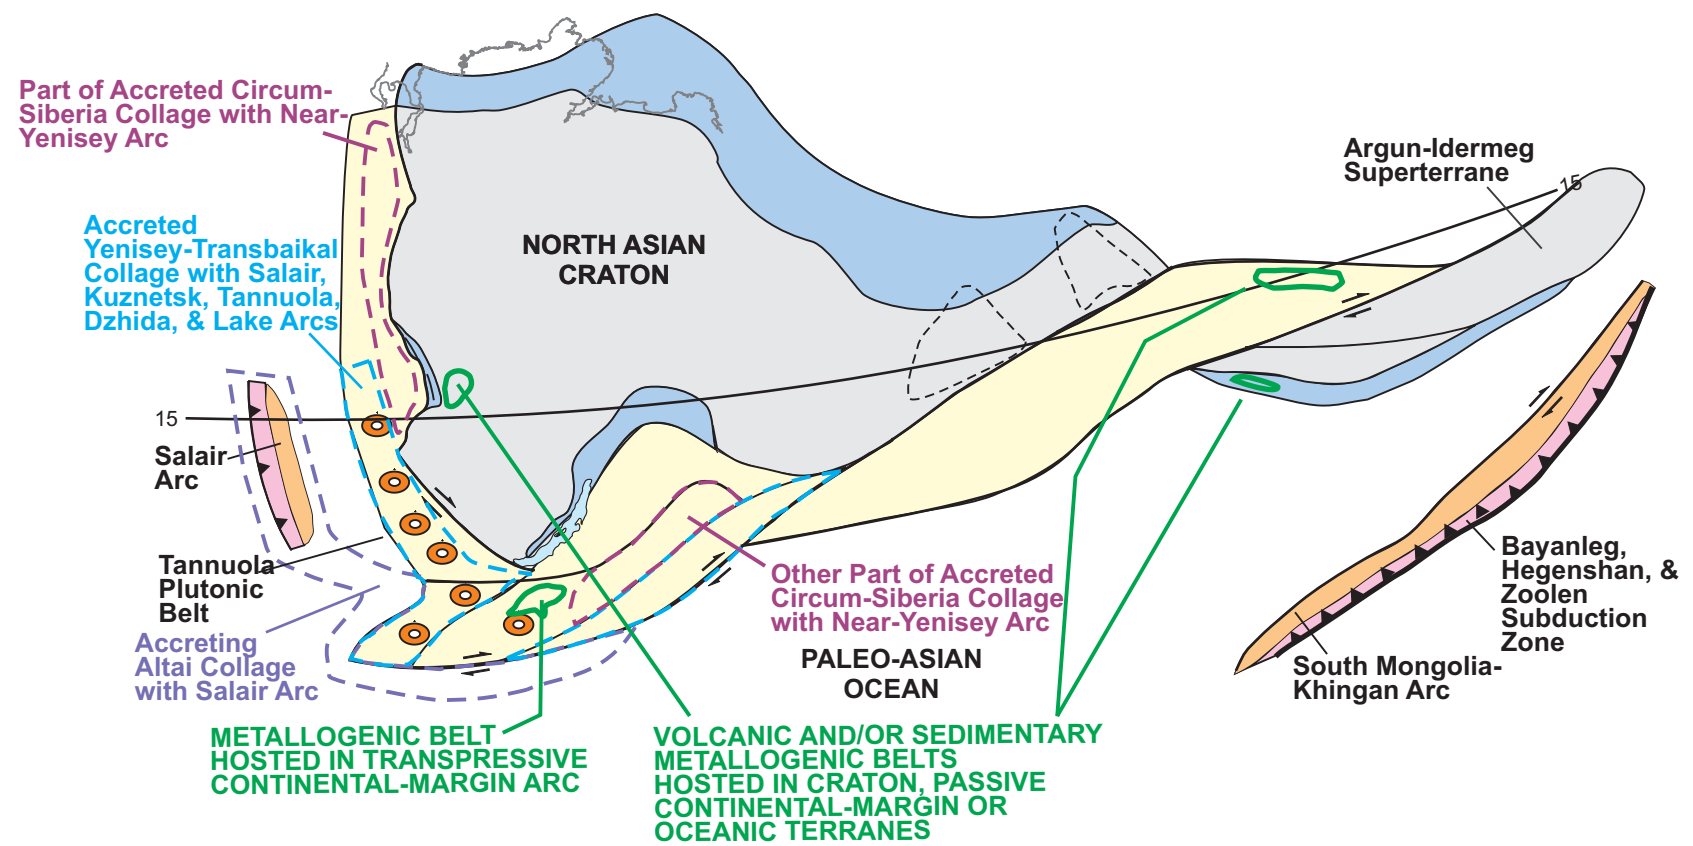 Part of Accreted Circum-
Siberia Collage with Near-
Yenisey Arc
Accreted
Yenisey-Transbaikal
Collage with Salair,
Kuznetsk, Tannuola,
Dzhida, & Lake Arcs
NORTH ASIAN
CRATON
Argun-Idermeg
Superterrane
15
15
Salair
Arc
Tannuola
Plutonic
Belt
Accreting
Altai Collage
with Salair Arc
Other Part of Accreted
Circum-Siberia Collage
with Near-Yenisey Arc
PALEO-ASIAN
OCEAN
Bayanleg,
Hegenshan, &
Zoolen
Subduction
Zone
South Mongolia-
Khingan Arc
METALLOGENIC BELT
HOSTED IN TRANSPRESSIVE
CONTINENTAL-MARGIN ARC
VOLCANIC AND/OR SEDIMENTARY
METALLOGENIC BELTS
HOSTED IN CRATON, PASSIVE
CONTINENTAL-MARGIN OR
OCEANIC TERRANES